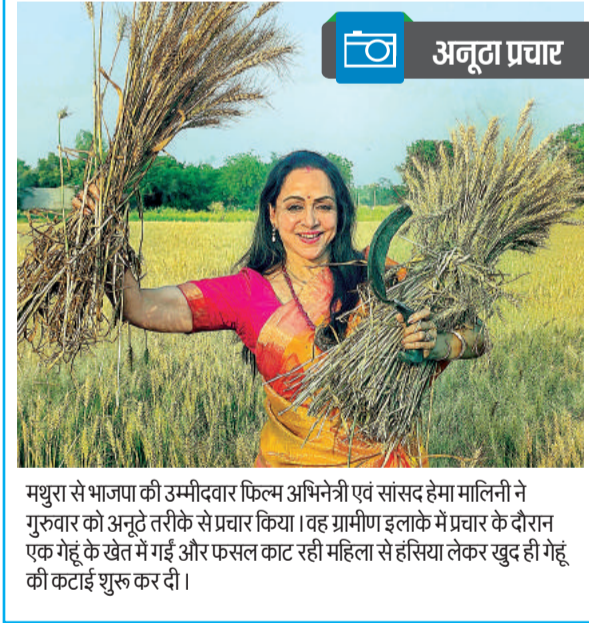 अनूठा प्रचार
मथुरा से भाजपा की उम्मीदवार फिल्म अभिनेत्री एवं सांसद हेमा मालिनी ने
गुरुवार को अनूठे तरीके से प्रचार किया । वह ग्रामीण इलाके में प्रचार के दौरान
एक गेहूं के खेत में गईं और फसल काट रही महिला से हंसिया लेकर खुद ही गेहूं
की कटाई शुरू कर दी ।